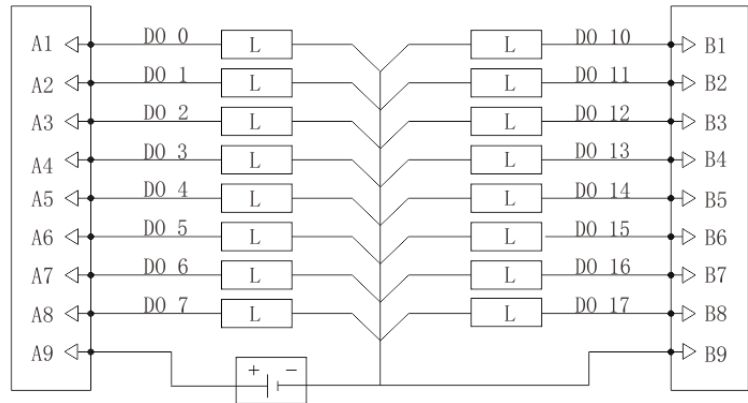 A1 DO 0 L L DO 10 B1
A2 DO 1 L L DO 11 B2
A3 DO 2 L L DO 12 B3
A4 DO 3 L L DO 13 B4
A5 DO 4 L L DO 14 B5
A6 DO 5 L L DO 15 B6
A7 DO 6 L L DO 16 B7
A8 DO 7 L L DO 17 B8
A9 + − B9